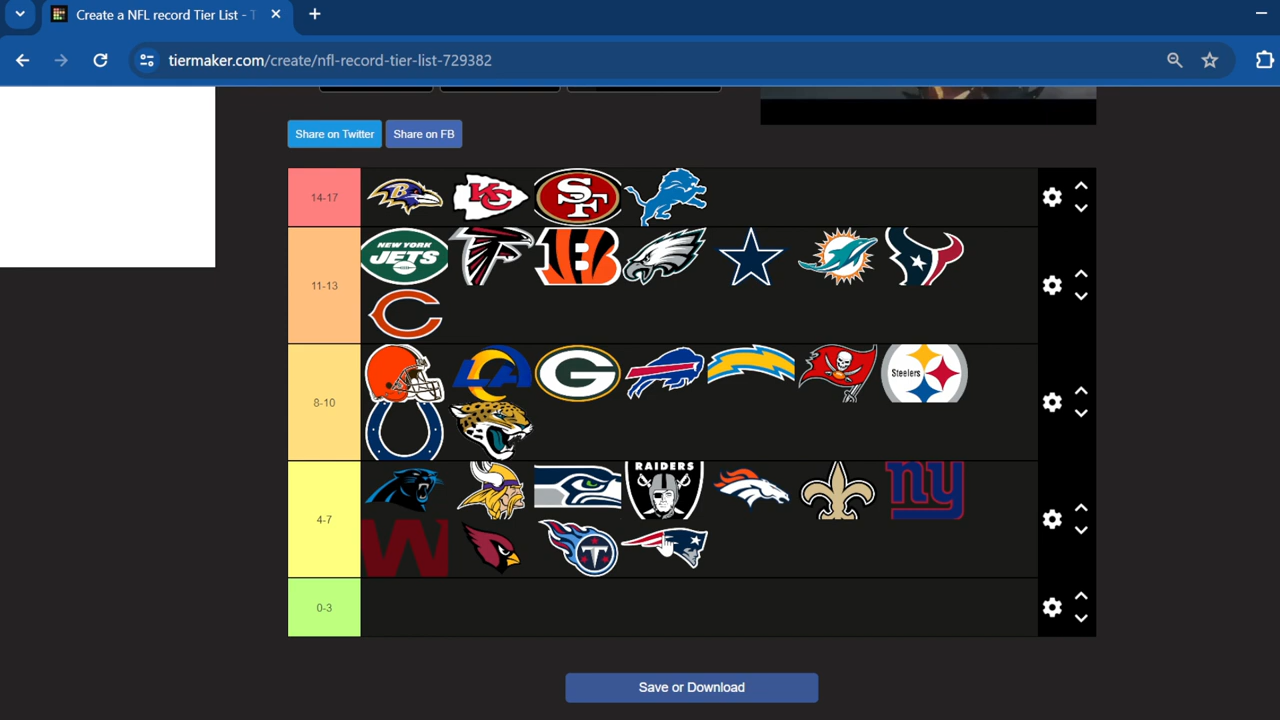 Create a NFL record Tier List - T
tiermaker.com/create/nfl-record-tier-list-729382
Share on Twitter
Share on FB
14-17
KC
SF
11-13
NEW YORK
JETS
B
C
8-10
LA
G
Steelers
4-7
RAIDERS
ny
W
T
0-3
Save or Download